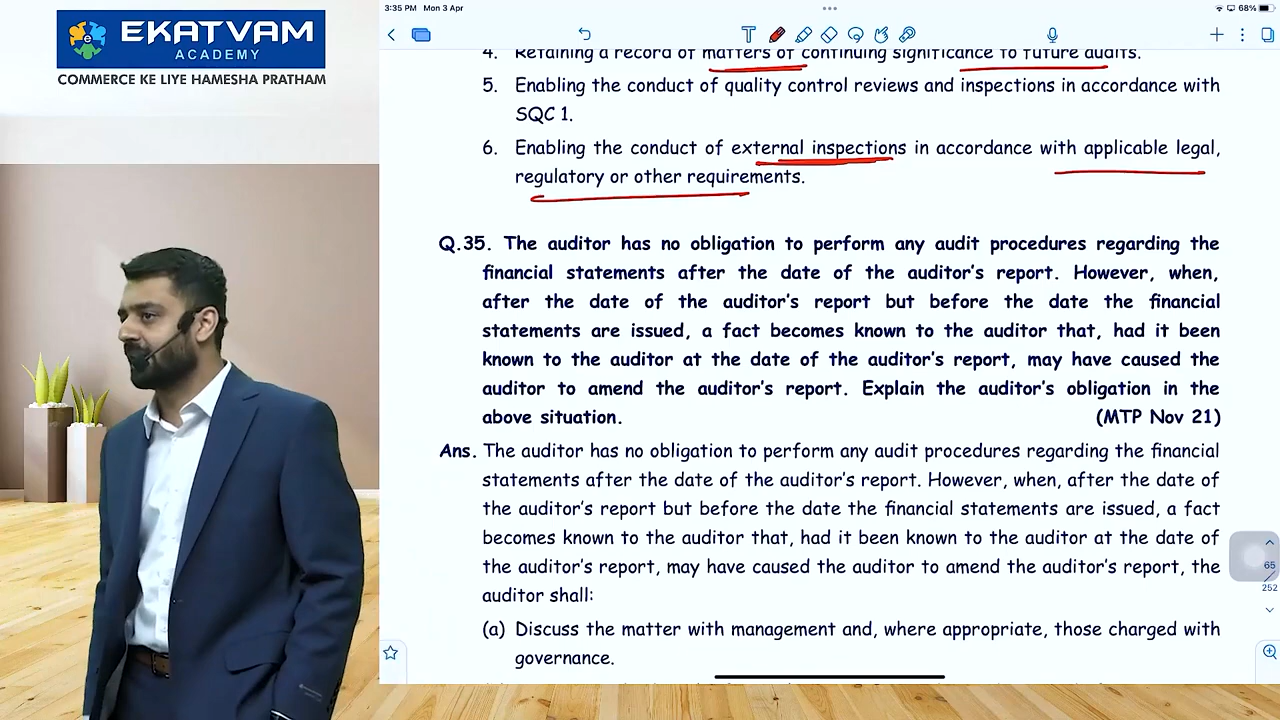 EKATVAM
ACADEMY
COMMERCE KE LIYE HAMESHA PRATHAM
3:35 PM Mon 3 Apr
68%
4. Retaining a record of matters of continuing significance to future audits.
5. Enabling the conduct of quality control reviews and inspections in accordance with
SQC 1.
6. Enabling the conduct of external inspections in accordance with applicable legal,
regulatory or other requirements.
Q.35. The auditor has no obligation to perform any audit procedures regarding the
financial statements after the date of the auditor's report. However, when,
after the date of the auditor's report but before the date the financial
statements are issued, a fact becomes known to the auditor that, had it been
known to the auditor at the date of the auditor's report, may have caused the
auditor to amend the auditor's report. Explain the auditor's obligation in the
above situation. (MTP Nov 21)
Ans. The auditor has no obligation to perform any audit procedures regarding the financial
statements after the date of the auditor's report. However, when, after the date of
the auditor's report but before the date the financial statements are issued, a fact
becomes known to the auditor that, had it been known to the auditor at the date of
the auditor's report, may have caused the auditor to amend the auditor's report, the
auditor shall:
(a) Discuss the matter with management and, where appropriate, those charged with
governance.
65
252